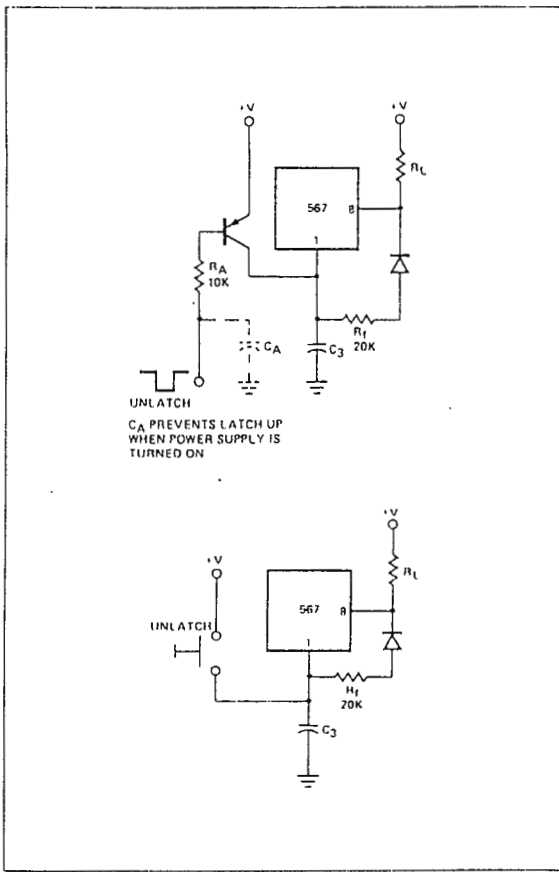 +V
+V
RL
567
8
1
RA
10K
Rf
20K
C3
CA
UNLATCH
CA PREVENTS LATCH UP
WHEN POWER SUPPLY IS
TURNED ON
+V
+V
RL
567
8
1
UNLATCH
Rf
20K
C3